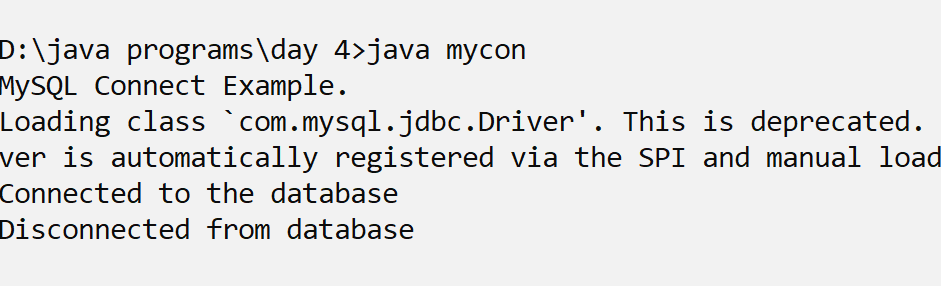 D:\java programs\day 4>java mycon
MySQL Connect Example.
Loading class `com.mysql.jdbc.Driver'. This is deprecated.
ver is automatically registered via the SPI and manual load
Connected to the database
Disconnected from database